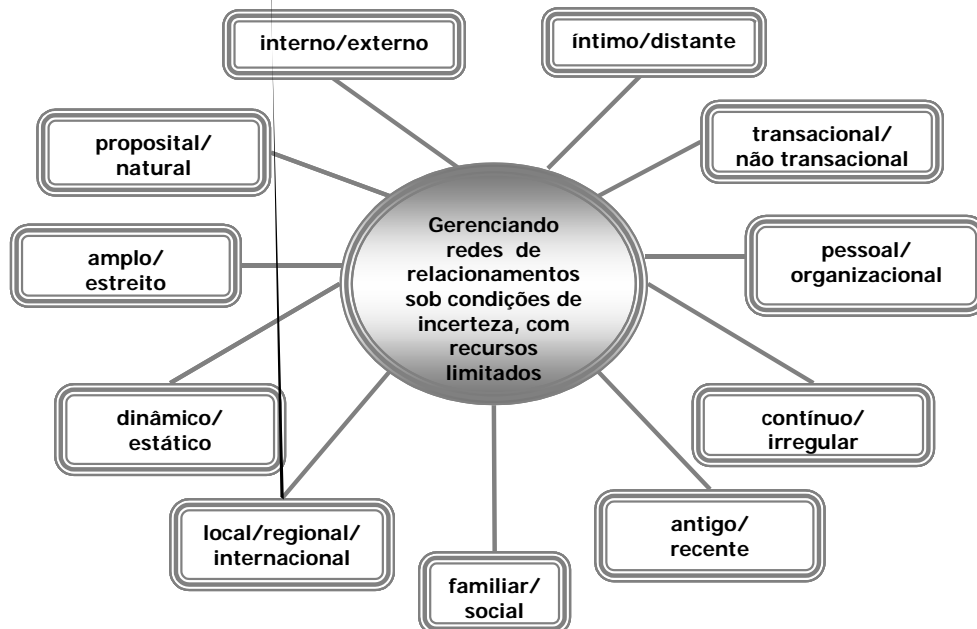 interno/externo
íntimo/distante
proposital/
natural
transacional/
não transacional
Gerenciando
redes de
relacionamentos
sob condições de
incerteza, com
recursos
limitados
amplo/
estreito
pessoal/
organizacional
dinâmico/
estático
contínuo/
irregular
local/regional/
internacional
antigo/
recente
familiar/
social